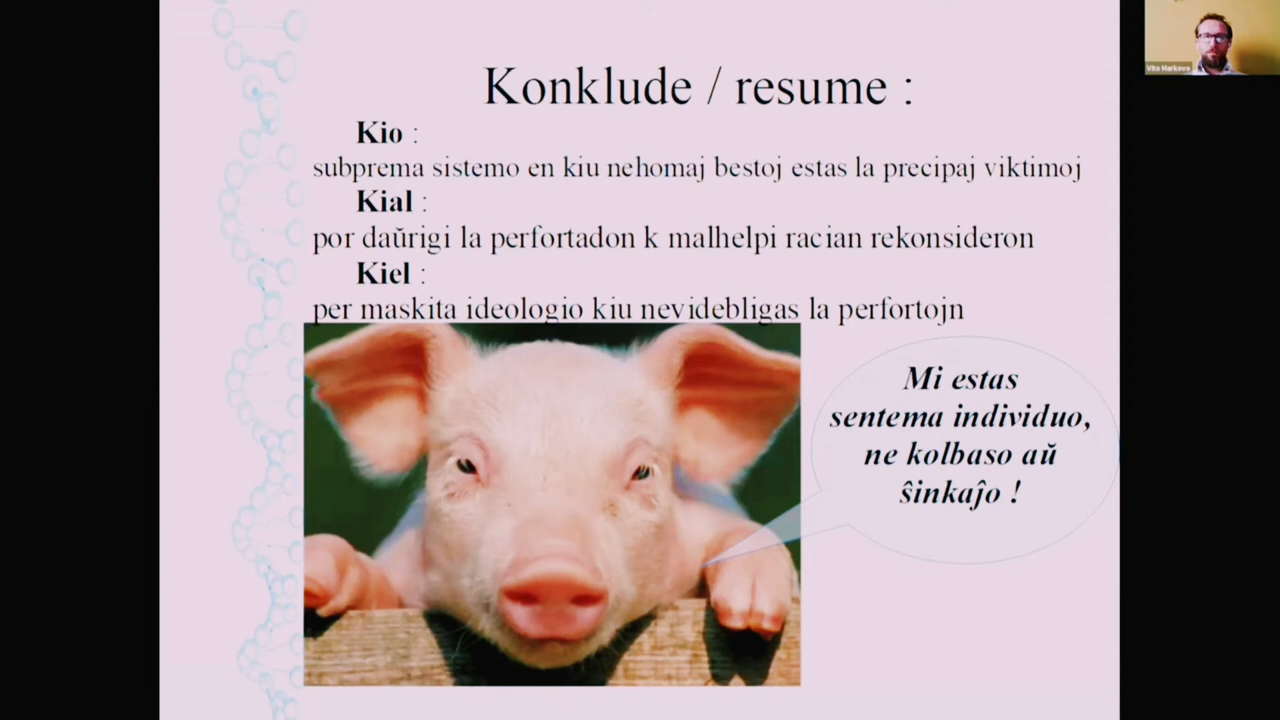 Konklude / resume :
Kio :
subprema sistemo en kiu nehomaj bestoj estas la precipaj viktimoj
Kial :
por daŭrigi la perfortadon k malhelpi racian rekonsideron
Kiel :
per maskita ideologio kiu nevidebligas la perfortojn
Mi estas
sentema individuo,
ne kolbaso aŭ
ŝinkaĵo !
Vito Markovo